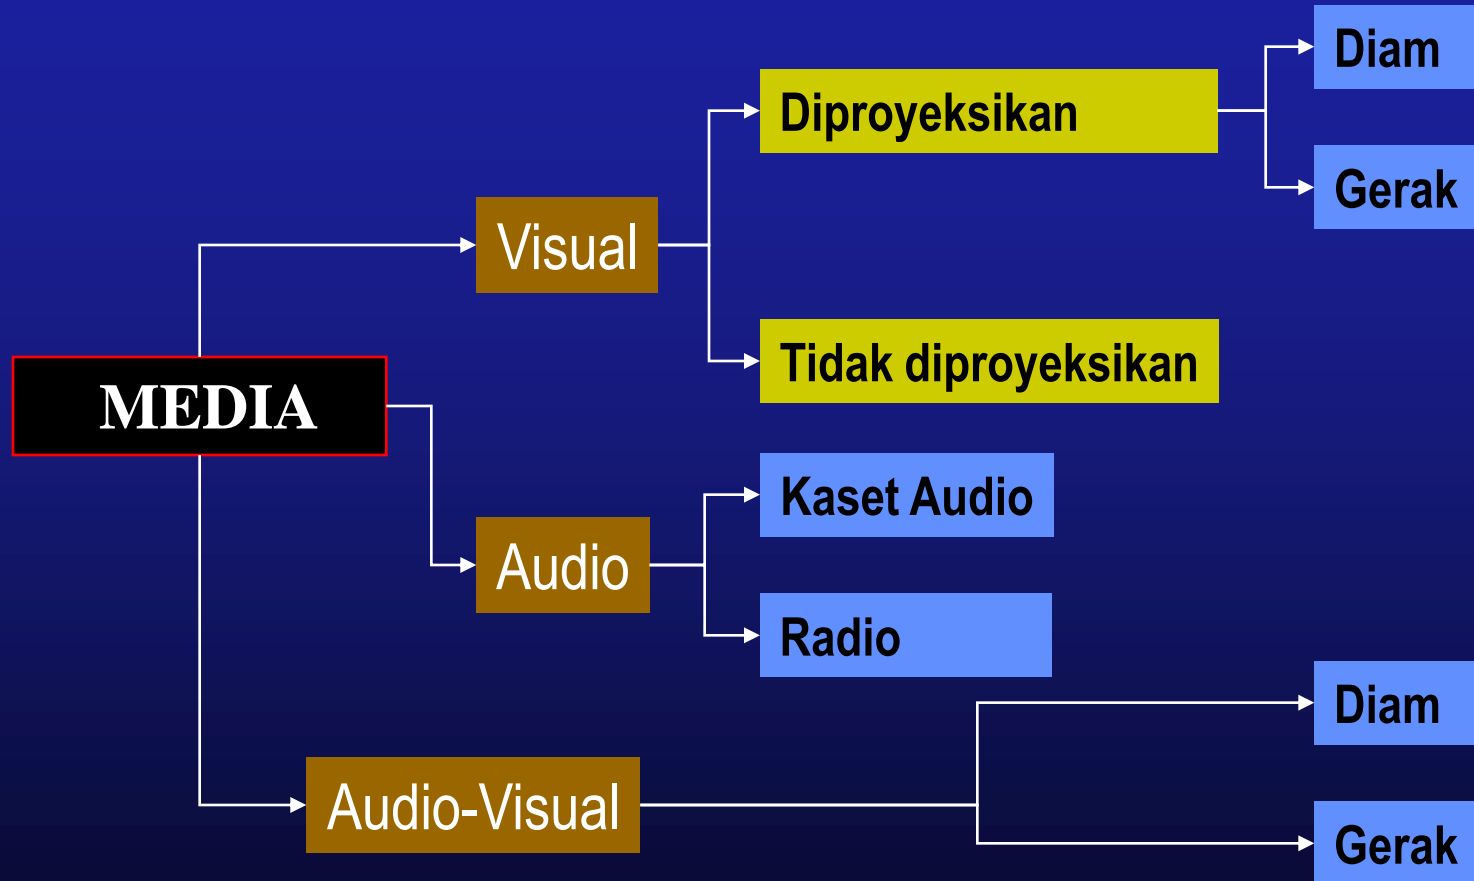 Diam
Diproyeksikan
Gerak
Visual
Tidak diproyeksikan
MEDIA
Kaset Audio
Audio
Radio
Diam
Audio-Visual
Gerak